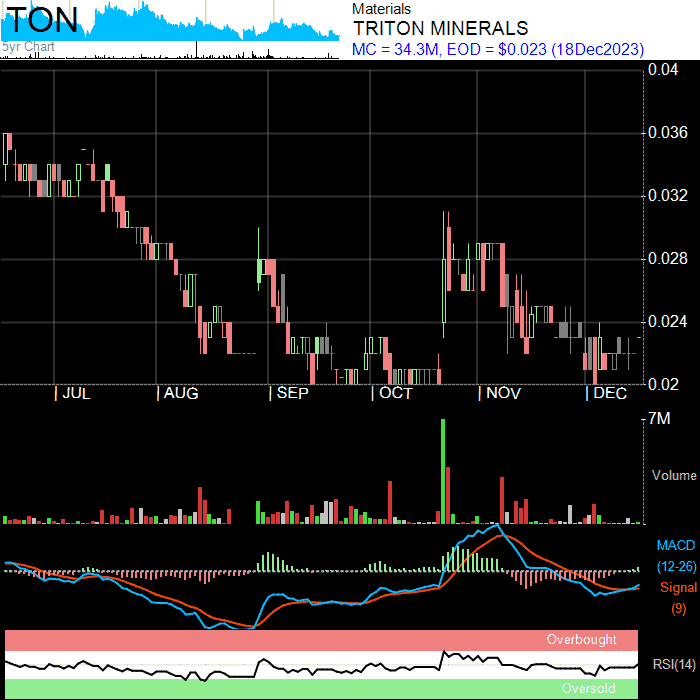 TON
5yr Chart
Materials
TRITON MINERALS
MC = 34.3M, EOD = $0.023 (18Dec2023)
0.04
0.036
0.032
0.028
0.024
0.02
JUL AUG SEP OCT NOV DEC
7M
Volume
MACD
(12-26)
Signal
(9)
Overbought
RSI(14)
Oversold